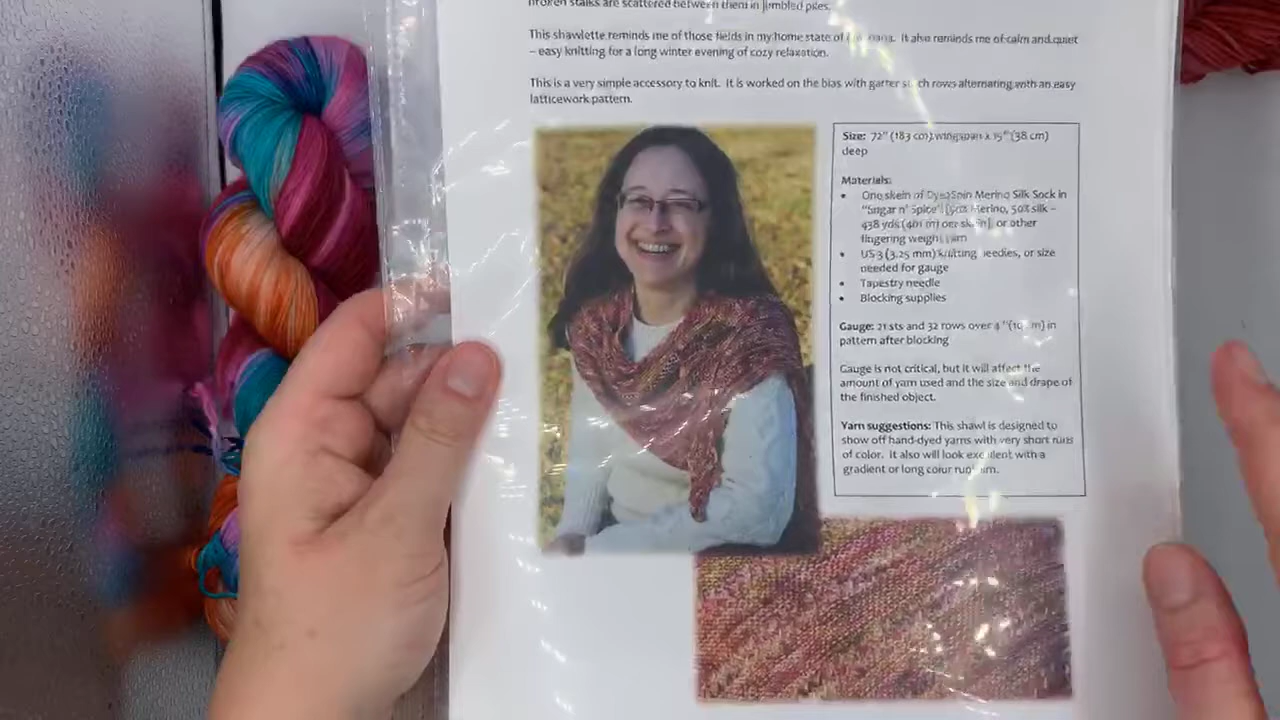 broken stalks are scattered between them in jumbled piles.
This shawlette reminds me of those fields in my home state of It also reminds me of calm and quiet
– easy knitting for a long winter evening of cozy relaxation.
This is a very simple accessory to knit. It is worked on the bias with garter stitch rows alternating with an easy
latticework pattern.
Size: 72" (183 cm) wingspan x 15" (38 cm)
deep
Materials:
• One skein of Dye2Spin Merino Silk Sock in
"Sugar n' Spice" [50% Merino, 50% silk –
438 yds (401 m) per skein], or other
fingering weight yarn
• US 3 (3.25 mm) knitting needles, or size
needed for gauge
• Tapestry needle
• Blocking supplies
Gauge: 21 sts and 32 rows over 4" in
pattern after blocking
Gauge is not critical, but it will affect the
amount of yarn used and the size and drape of
the finished object.
Yarn suggestions: This shawl is designed to
show off hand-dyed yarns with very short runs
of color. It also will look excellent with a
gradient or long colour run yarn.